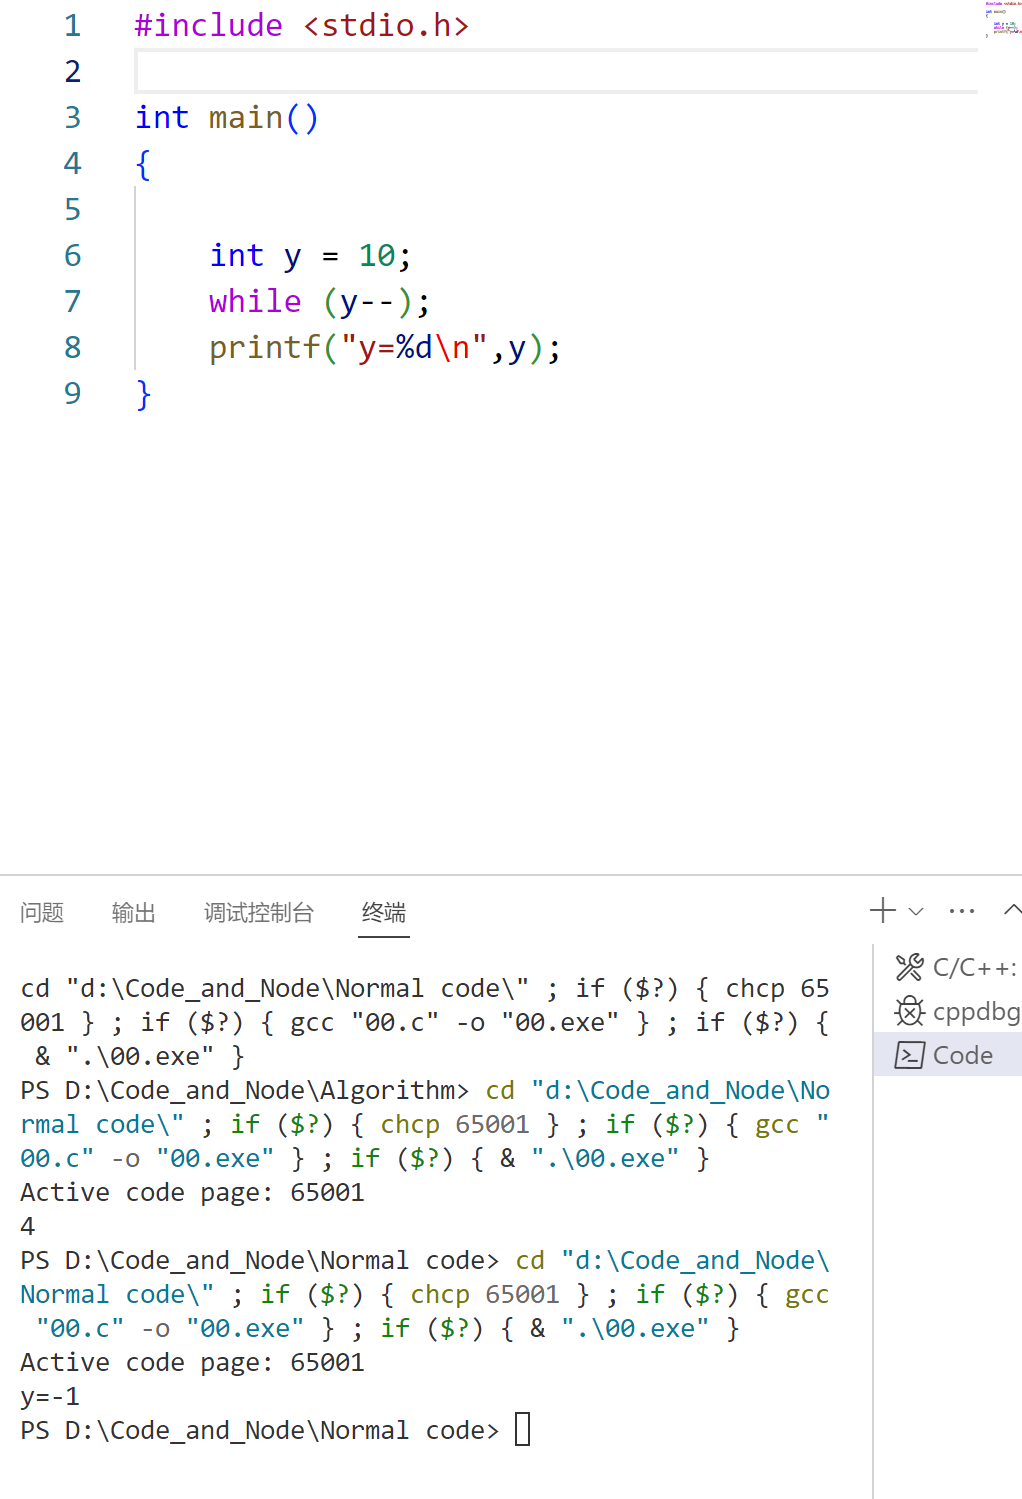 1 #include <stdio.h>
2
3 int main()
4 {
5
6 int y = 10;
7 while (y--);
8 printf("y=%d\n",y);
9 }
问题 输出 调试控制台 终端
cd "d:\Code_and_Node\Normal code\" ; if ($?) { chcp 65
001 } ; if ($?) { gcc "00.c" -o "00.exe" } ; if ($?) {
& ".\00.exe" }
PS D:\Code_and_Node\Algorithm> cd "d:\Code_and_Node\No
rmal code\" ; if ($?) { chcp 65001 } ; if ($?) { gcc "
00.c" -o "00.exe" } ; if ($?) { & ".\00.exe" }
Active code page: 65001
4
PS D:\Code_and_Node\Normal code> cd "d:\Code_and_Node\
Normal code\" ; if ($?) { chcp 65001 } ; if ($?) { gcc
"00.c" -o "00.exe" } ; if ($?) { & ".\00.exe" }
Active code page: 65001
y=-1
PS D:\Code_and_Node\Normal code>
C/C++:
cppdbg
Code